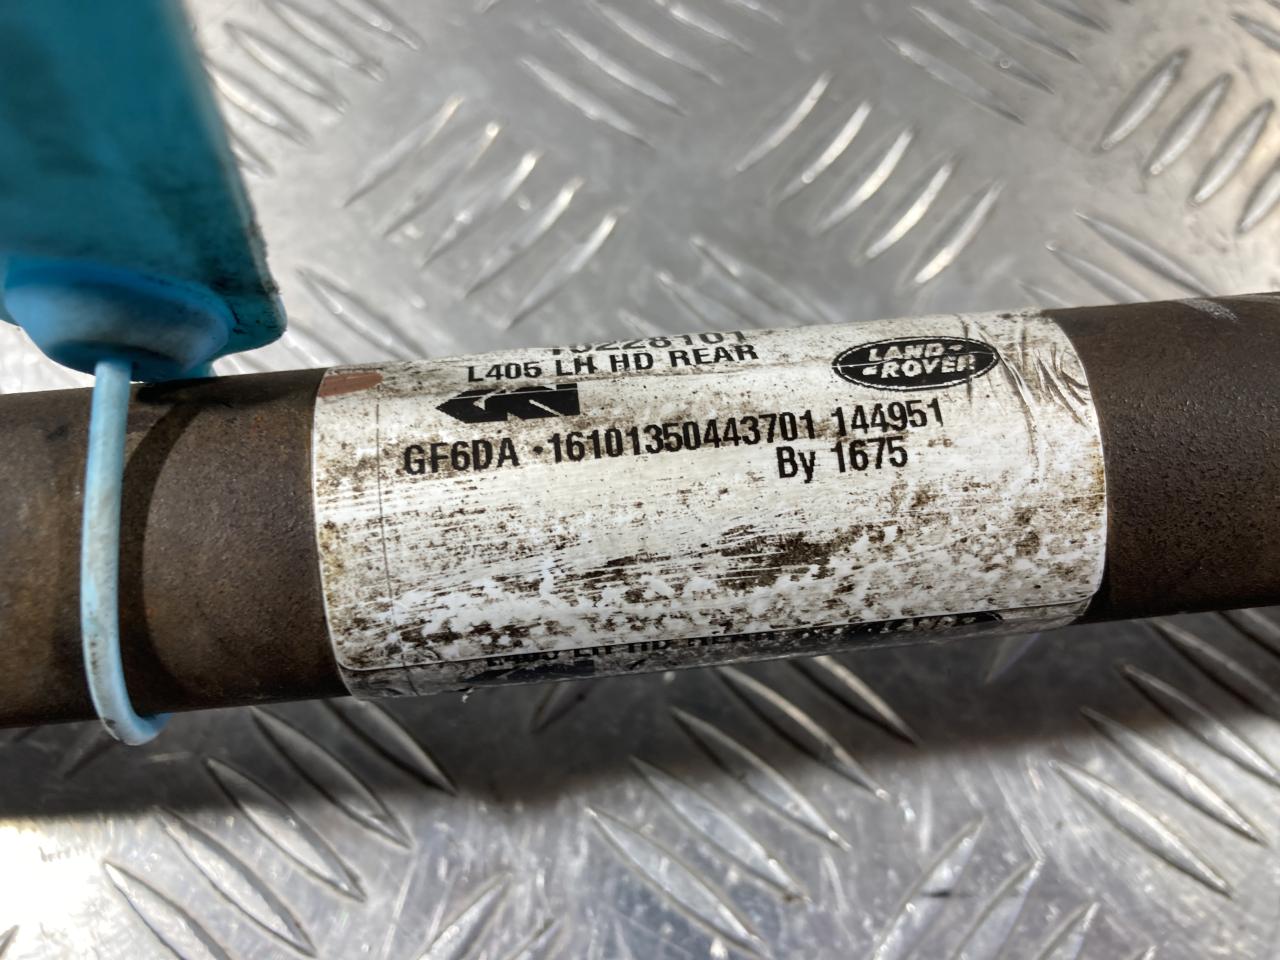 L405 LH HD REAR
LAND
ROVER
GF6DA 16101350443701 144951
By 1675